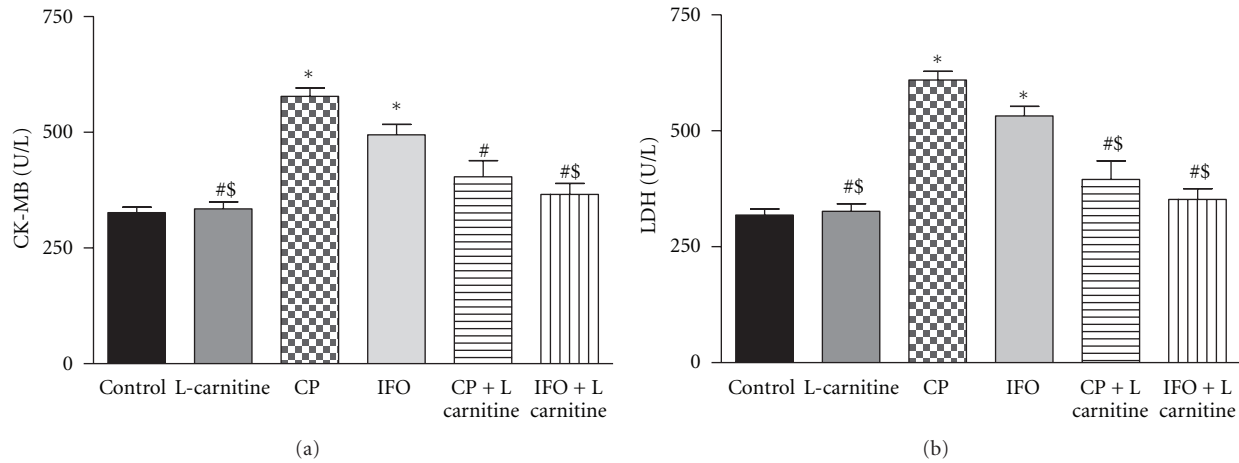 750
500
250
0
CK-MB (U/L)
#$
*
*
#
#$
Control L-carnitine CP IFO CP + L IFO + L
carnitine carnitine
(a)
750
500
250
0
LDH (U/L)
#$
*
*
#$
#$
Control L-carnitine CP IFO CP + L IFO + L
carnitine carnitine
(b)